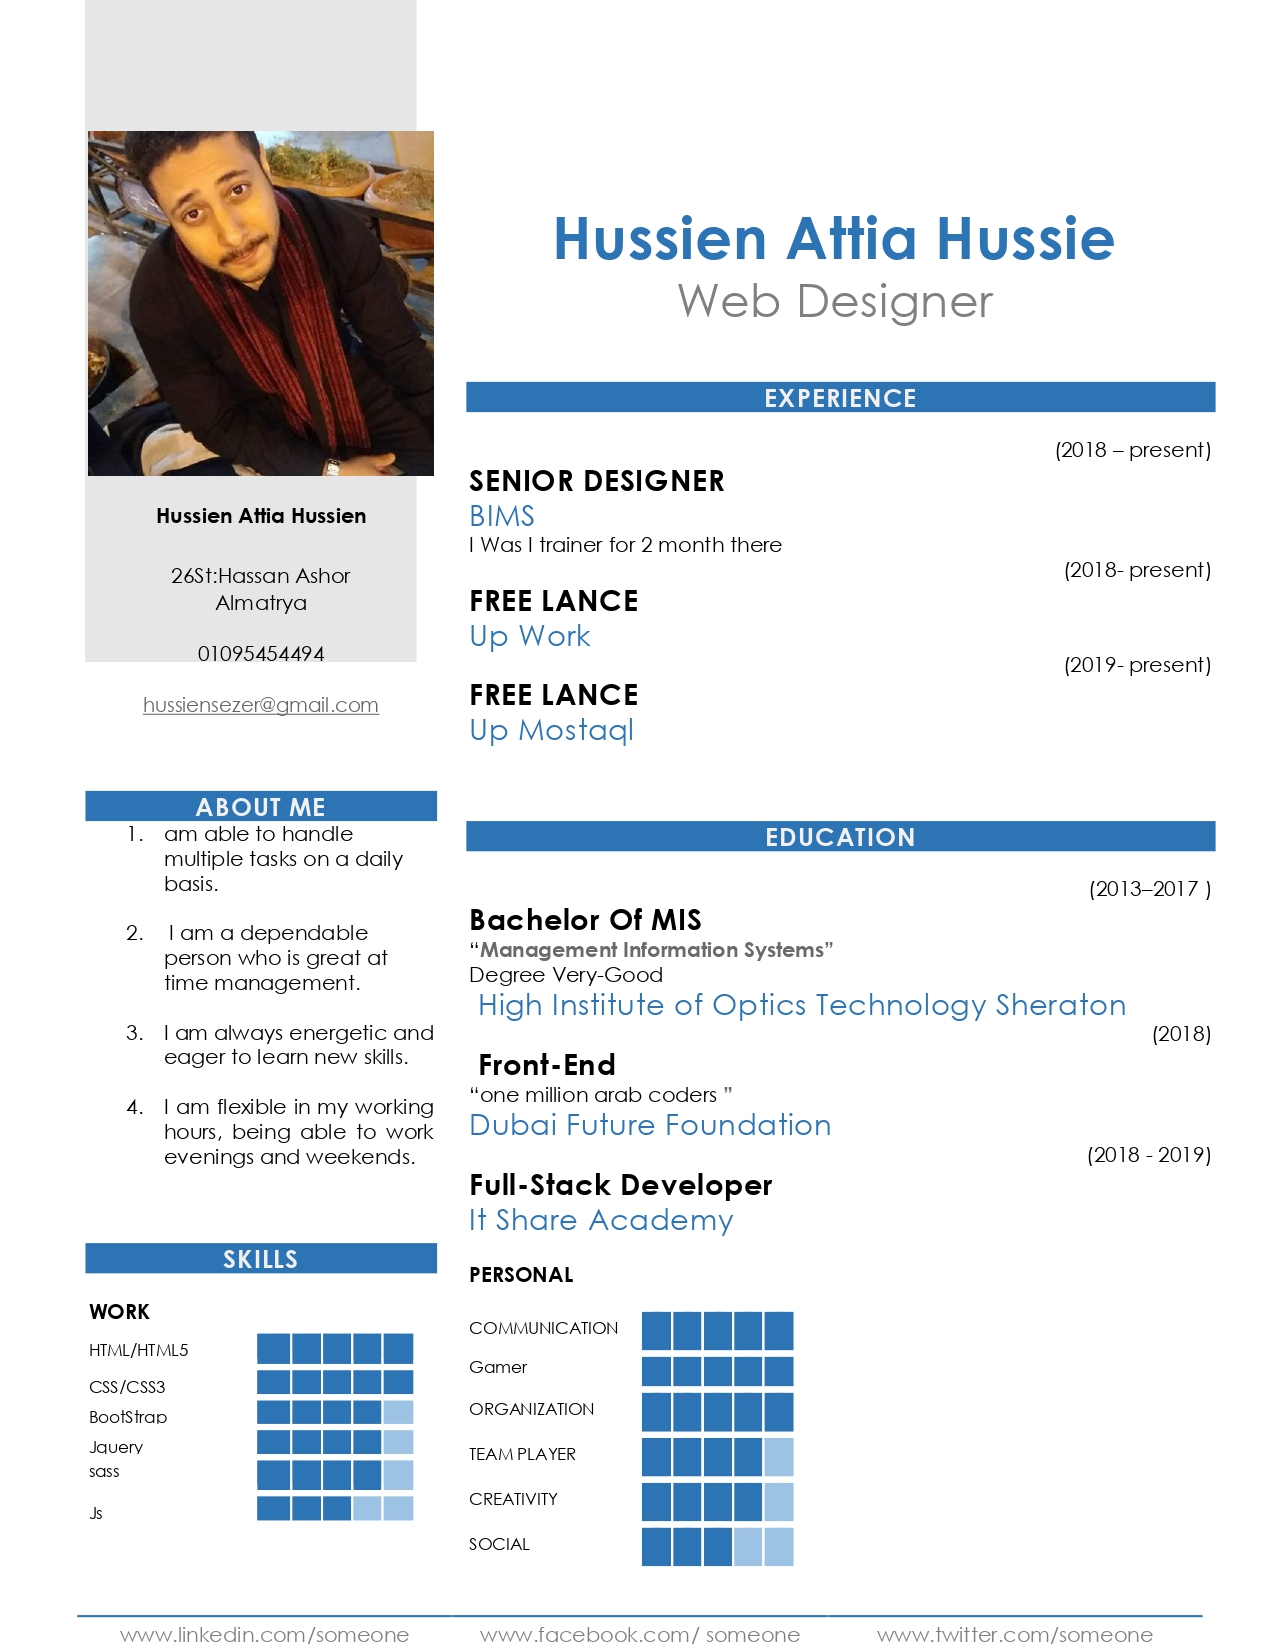 Hussien Attia Hussie
Web Designer
Hussien Attia Hussien
26St:Hassan Ashor
Almatrya
01095454494
hussiensezer@gmail.com
ABOUT ME
1. am able to handle
multiple tasks on a daily
basis.
2. I am a dependable
person who is great at
time management.
3. I am always energetic and
eager to learn new skills.
4. I am flexible in my working
hours, being able to work
evenings and weekends.
SKILLS
WORK
HTML/HTML5
CSS/CSS3
BootStrap
Jquery
sass
Js
EXPERIENCE
(2018 – present)
SENIOR DESIGNER
BIMS
I Was I trainer for 2 month there
(2018- present)
FREE LANCE
Up Work
(2019- present)
FREE LANCE
Up Mostaql
EDUCATION
(2013–2017 )
Bachelor Of MIS
“Management Information Systems”
Degree Very-Good
High Institute of Optics Technology Sheraton
(2018)
Front-End
“one million arab coders ”
Dubai Future Foundation
(2018 - 2019)
Full-Stack Developer
It Share Academy
PERSONAL
COMMUNICATION
Gamer
ORGANIZATION
TEAM PLAYER
CREATIVITY
SOCIAL
www.linkedin.com/someone
www.facebook.com/ someone
www.twitter.com/someone